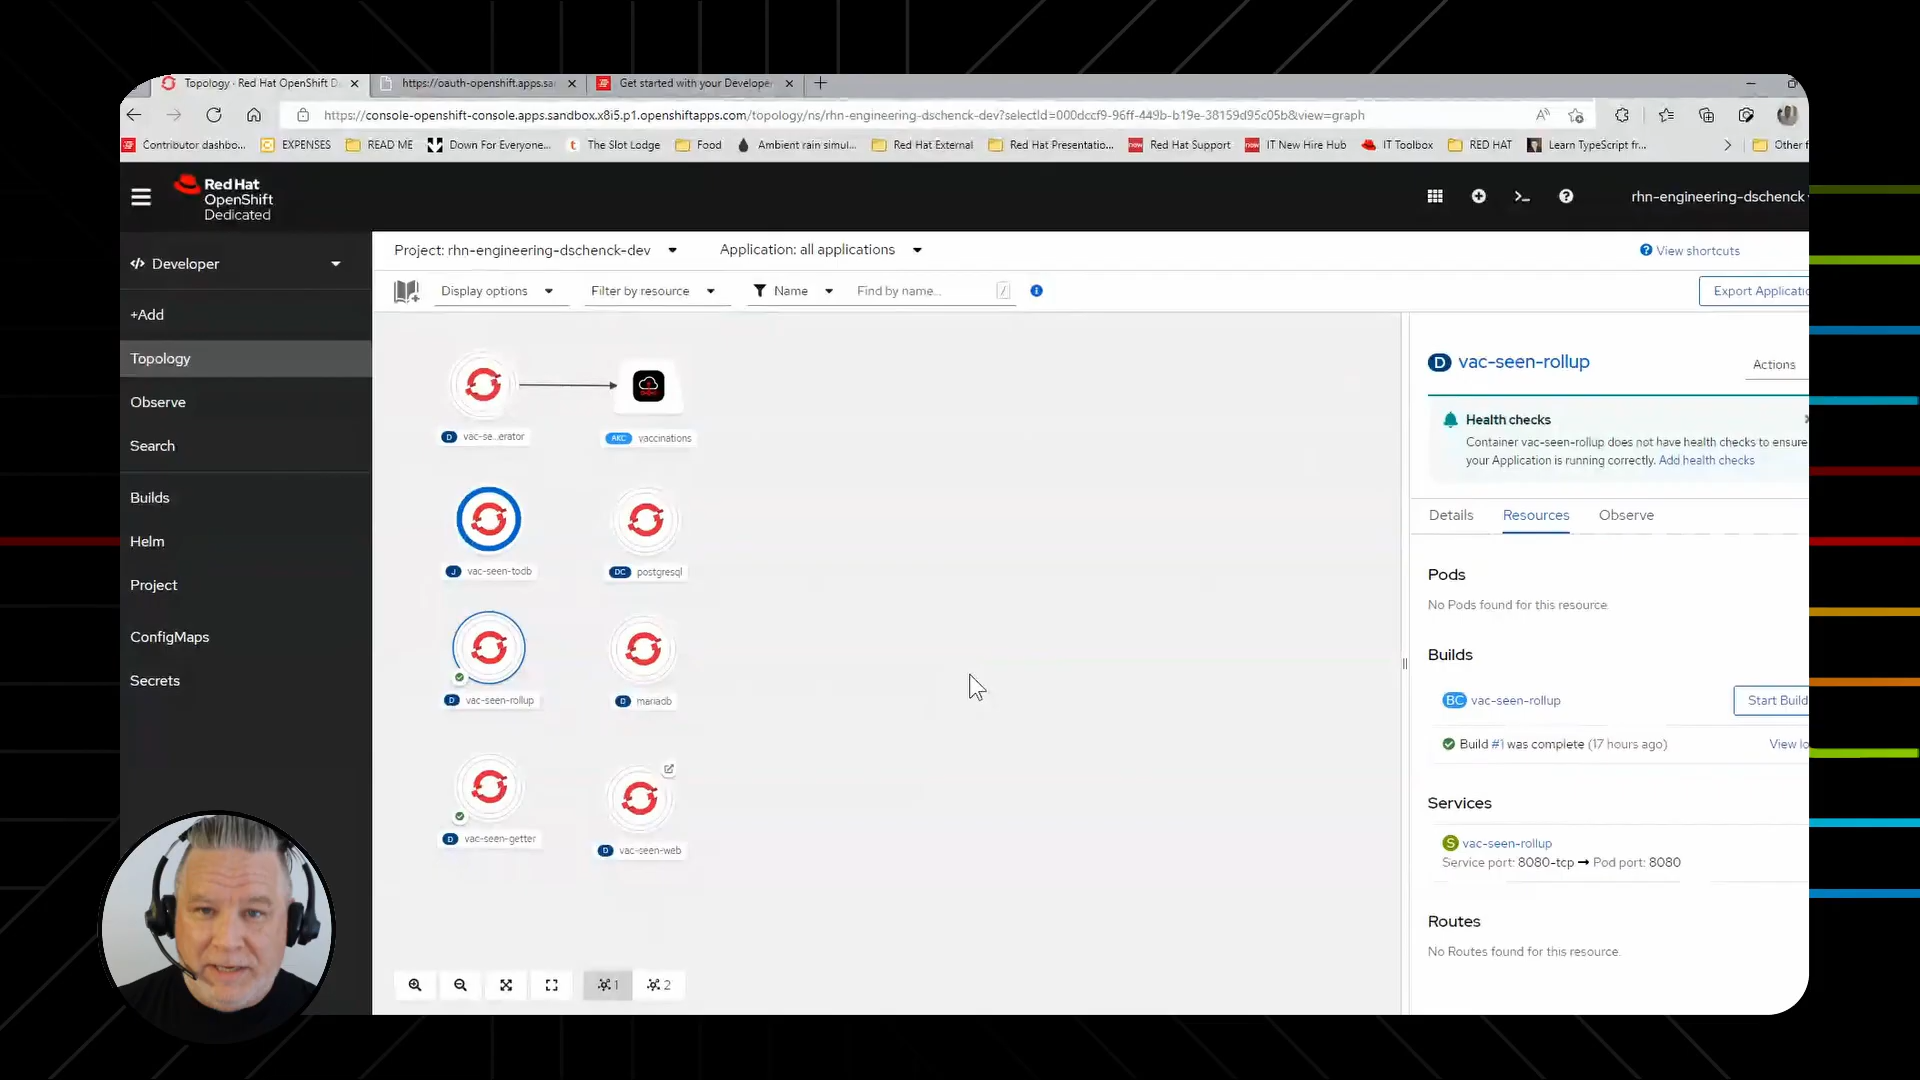 Topology - Red Hat OpenShift D
https://oauth-openshift.apps.sa
Get started with your Develope
https://console-openshift-console.apps.sandbox.x8i5.p1.openshiftapps.com/topology/ns/rhn-engineering-dschenck-dev?selectId=000dccf9-96ff-449b-b19e-38159d95c05b&view=graph
Contributor dashbo...
EXPENSES
READ ME
Down For Everyone...
The Slot Lodge
Food
Ambient rain simul...
Red Hat External
Red Hat Presentatio...
Red Hat Support
IT New Hire Hub
IT Toolbox
RED HAT
Learn TypeScript fr...
Other f
Red Hat
OpenShift
Dedicated
rhn-engineering-dschenck
Developer
+Add
Topology
Observe
Search
Builds
Helm
Project
ConfigMaps
Secrets
Project: rhn-engineering-dschenck-dev
Application: all applications
View shortcuts
Display options
Filter by resource
Name
Find by name...
/
Export Applicatio
D vac-se...erator
AKC vaccinations
J vac-seen-todb
DC postgresql
D vac-seen-rollup
D mariadb
D vac-seen-getter
D vac-seen-web
1
2
D vac-seen-rollup
Actions
Health checks
Container vac-seen-rollup does not have health checks to ensure
your Application is running correctly. Add health checks
Details
Resources
Observe
Pods
No Pods found for this resource.
Builds
BC vac-seen-rollup
Start Build
Build #1 was complete (17 hours ago)
View lo
Services
S vac-seen-rollup
Service port: 8080-tcp → Pod port: 8080
Routes
No Routes found for this resource.